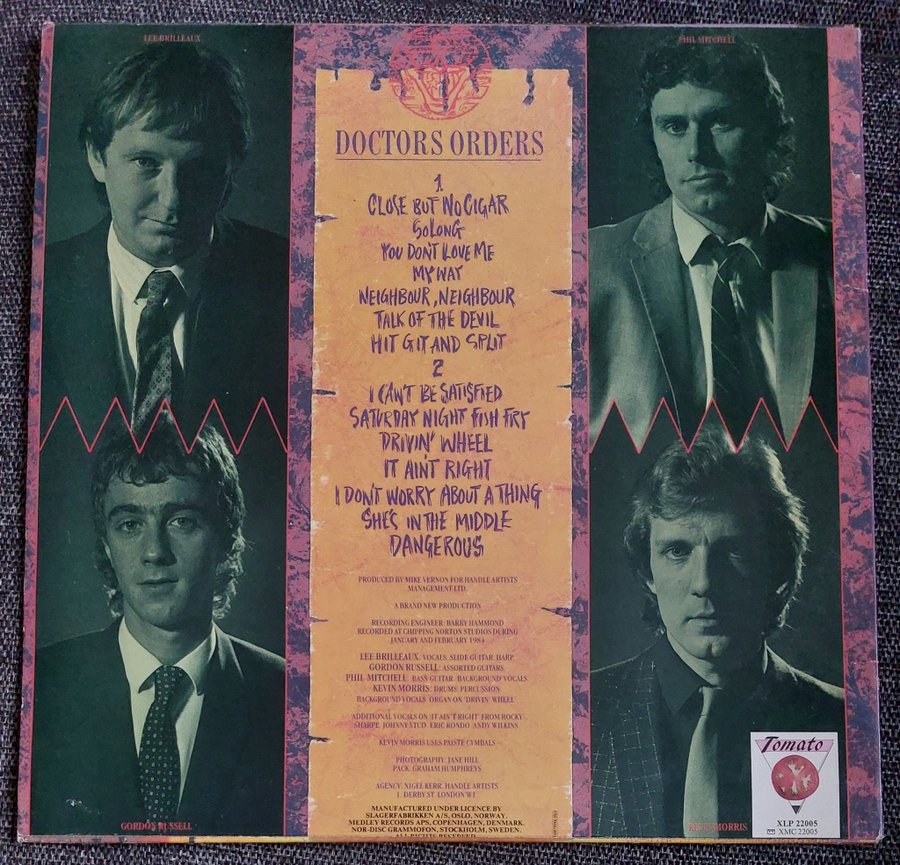 LEE BRILLEAUX
PHIL MITCHELL
DOCTORS ORDERS
1
CLOSE BUT NO CIGAR
SO LONG
YOU DON'T LOVE ME
MY WAY
NEIGHBOUR, NEIGHBOUR
TALK OF THE DEVIL
HIT GIT AND SPLIT
2
I CAN'T BE SATISFIED
SATURDAY NIGHT FISH FRY
DRIVIN' WHEEL
IT AIN'T RIGHT
I DON'T WORRY ABOUT A THING
SHE'S IN THE MIDDLE
DANGEROUS
PRODUCED BY MIKE VERNON FOR HANDLE ARTISTS
MANAGEMENT LTD.
A BRAND NEW PRODUCTION
RECORDING ENGINEER: BARRY HAMMOND
RECORDED AT CHIPPING NORTON STUDIOS DURING
JANUARY AND FEBRUARY 1984
LEE BRILLEAUX: VOCALS SLIDE GUITAR HARP
GORDON RUSSELL: ASSORTED GUITARS
PHIL MITCHELL: BASS GUITAR BACKGROUND VOCALS
KEVIN MORRIS: DRUMS PERCUSSION
BACKGROUND VOCALS ORGAN ON 'DRIVIN' WHEEL'
ADDITIONAL VOCALS ON 'IT AIN'T RIGHT' FROM ROCKY
SHARPE JOHNNY STUD ERIC RONDO ANDY WILKINS
KEVIN MORRIS USES PAISTE CYMBALS
PHOTOGRAPHY: JANE HILL
PACK: GRAHAM HUMPHREYS
AGENCY: NIGEL KERR, HANDLE ARTISTS
1, DERBY ST. LONDON W1
MANUFACTURED UNDER LICENCE BY
SLAGERFABRIKKEN A/S, OSLO, NORWAY,
MEDLEY RECORDS APS, COPENHAGEN, DENMARK.
NOR-DISC GRAMMOFON, STOCKHOLM, SWEDEN.
ALL RIGHTS RESERVED
GORDON RUSSELL
MORRIS
Tomato
XLP 22005
XMC 22005